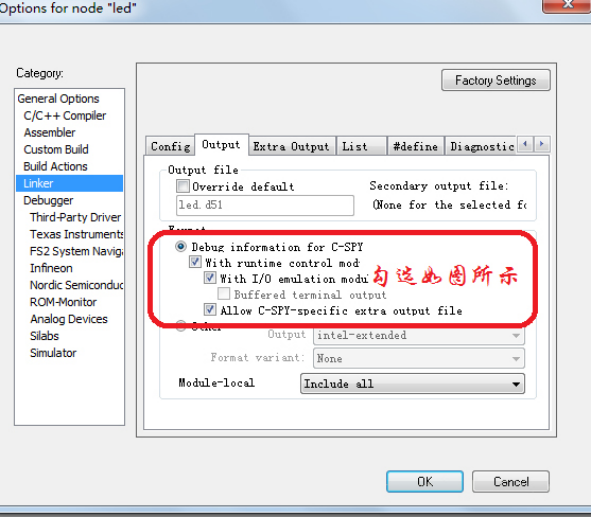 Options for node "led"
Category:
Factory Settings
General Options
C/C++ Compiler
Assembler
Custom Build
Build Actions
Linker
Debugger
Third-Party Driver
Texas Instruments
FS2 System Naviga
Infineon
Nordic Semiconduc
ROM-Monitor
Analog Devices
Silabs
Simulator
Config Output Extra Output List #define Diagnostic
Output file
Override default
Secondary output file:
led.d51
(None for the selected fo
Format
Debug information for C-SPY
With runtime control mod
With I/O emulation modu
勾选如图所示
Buffered terminal output
Allow C-SPY-specific extra output file
Other
Output intel-extended
Format variant: None
Module-local Include all
OK Cancel